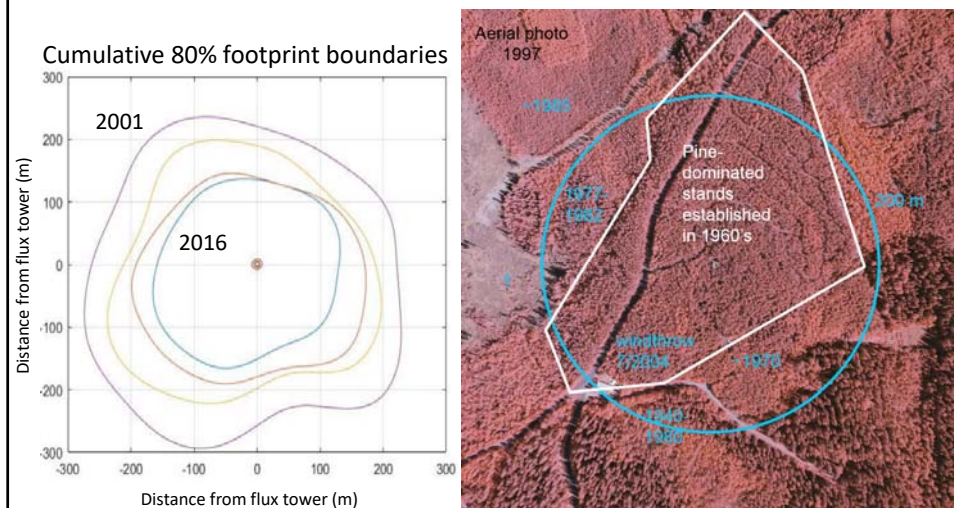 Cumulative 80% footprint boundaries
300
200
100
0
-100
-200
-300
-300
-200
-100
0
100
200
300
Distance from flux tower (m)
Distance from flux tower (m)
2001
2016
Aerial photo
1997
~1985
1977-
1982
Pine-
dominated
stands
established
in 1960's
200 m
windthrow
7/2004
~1970
1940-